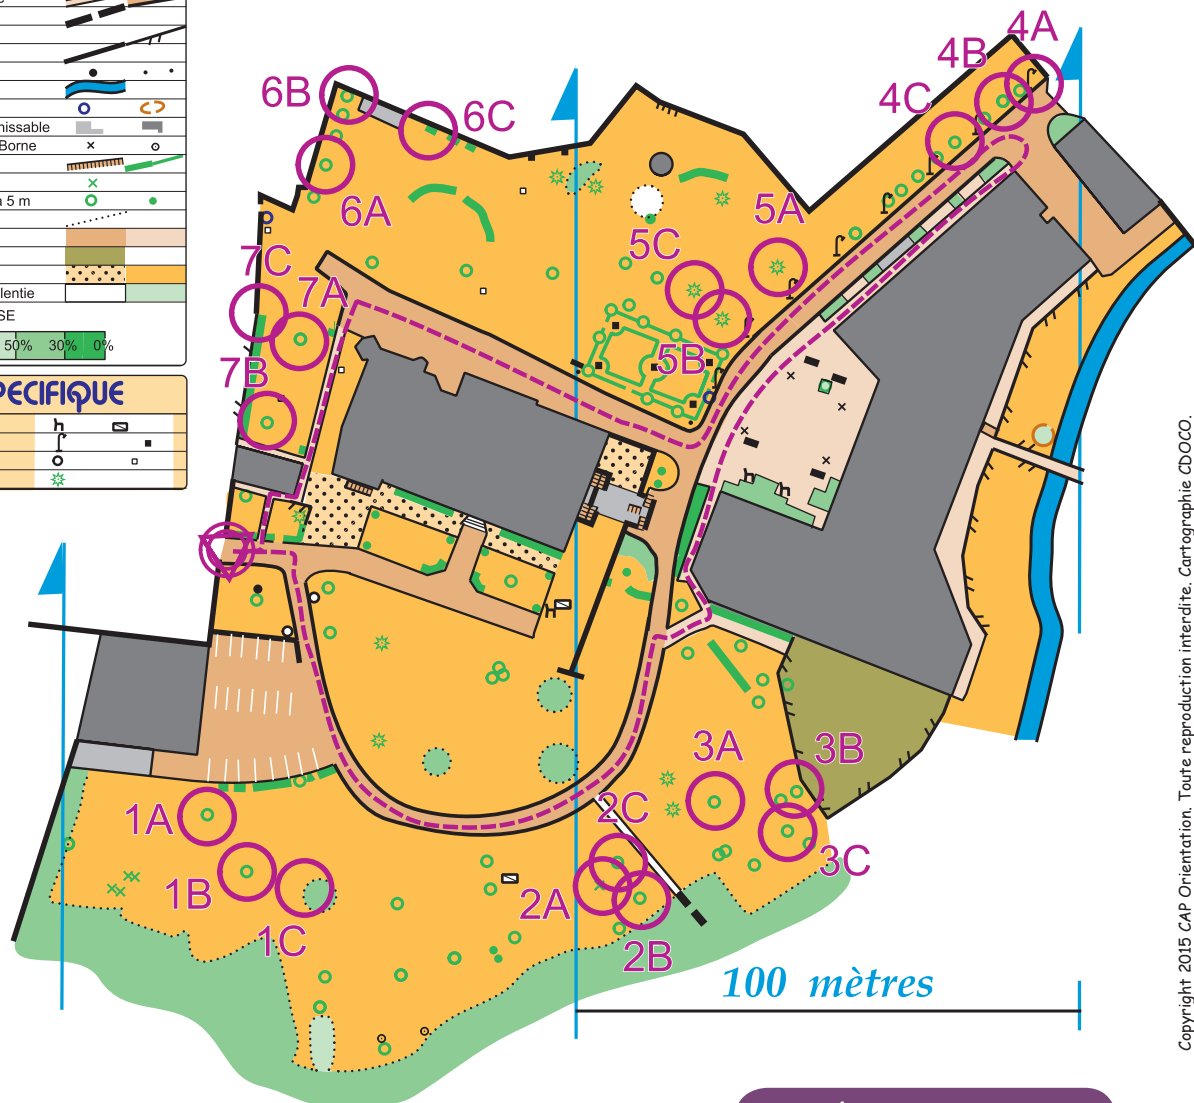 nissable
Borne
à 5 m
lentie
SE
50% 30% 0%
PECIFIQUE
4A
4B
6B
4C
6C
6A
5A
5C
7C
7A
5B
7B
3A
3B
2C
1A
3C
1B
2A
1C
2B
100 mètres
Copyright 2015 CAP Orientation. Toute reproduction interdite. Cartographie CDOCO.